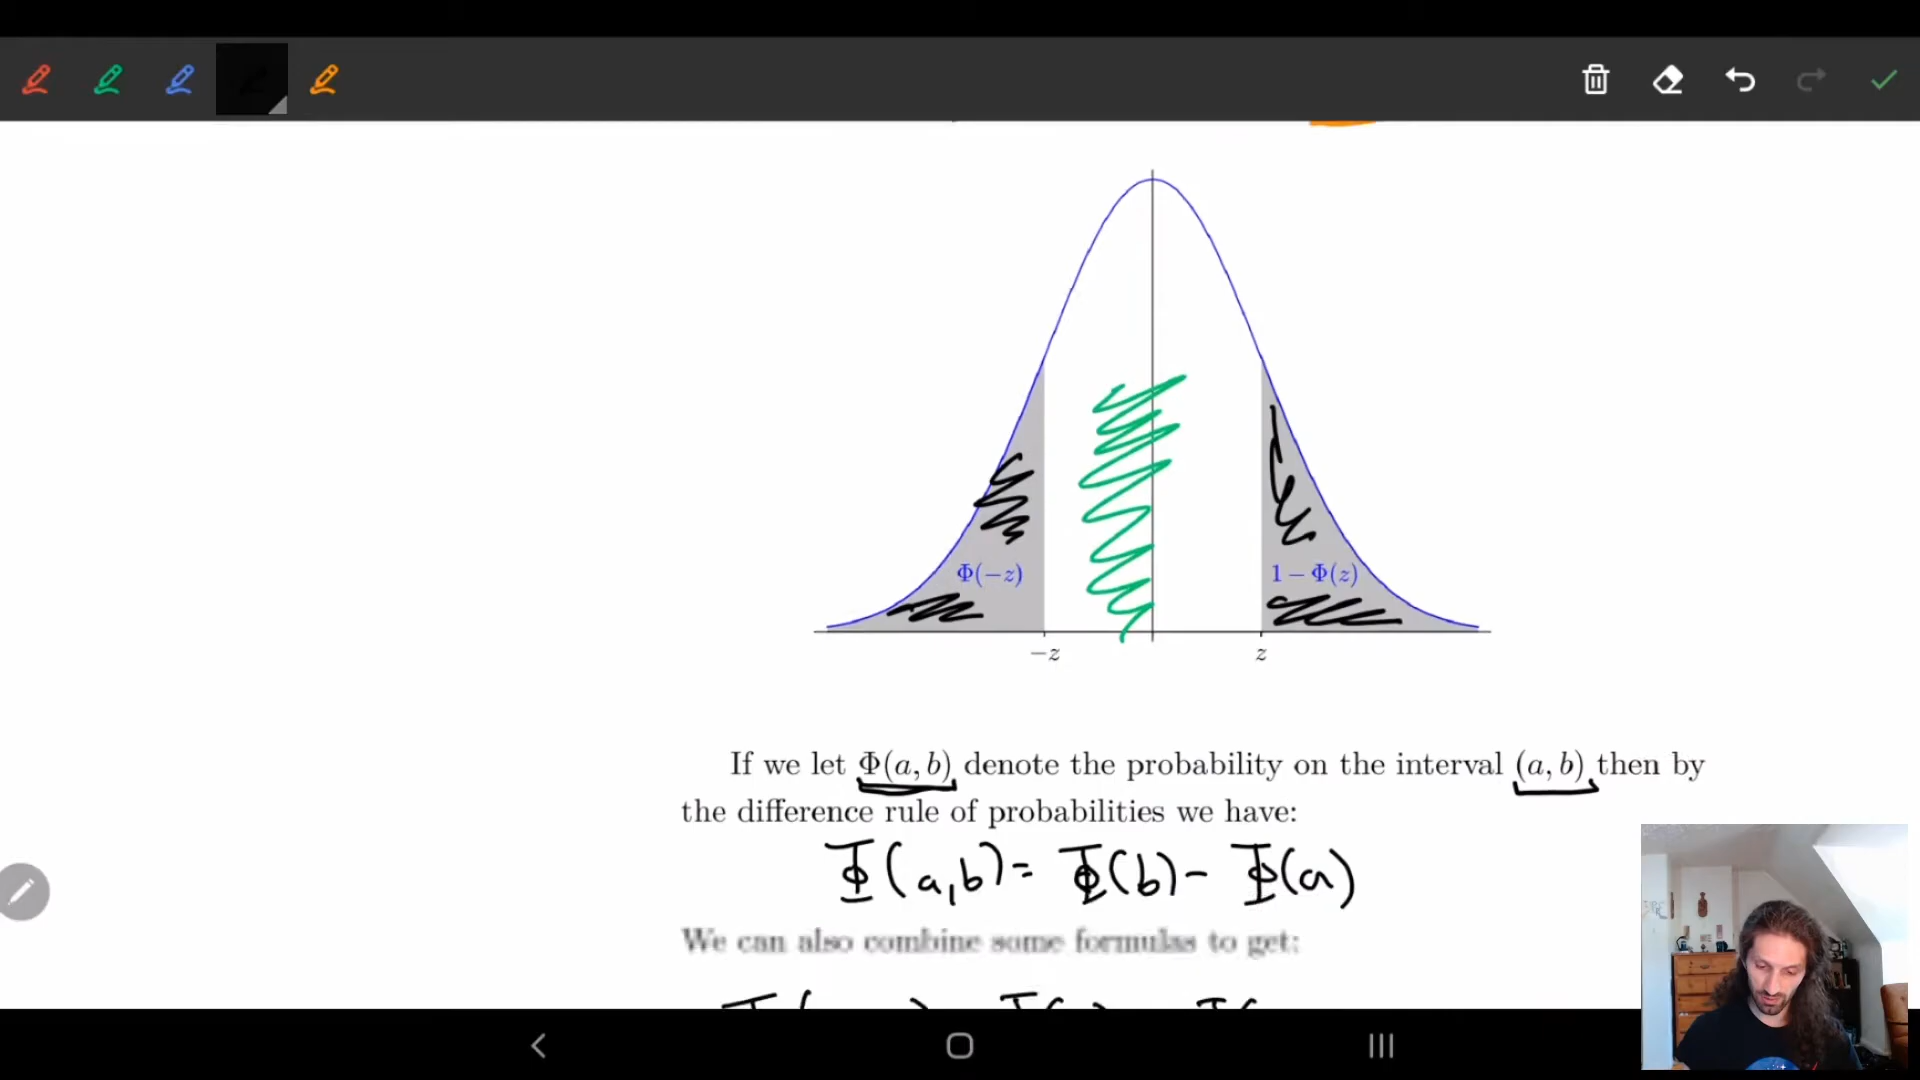 Φ(−z)
1 − Φ(z)
−z
z
If we let Φ(a, b) denote the probability on the interval (a, b) then by
the difference rule of probabilities we have:
Φ(a,b)= Φ(b)- Φ(a)
We can also combine some formulas to get: